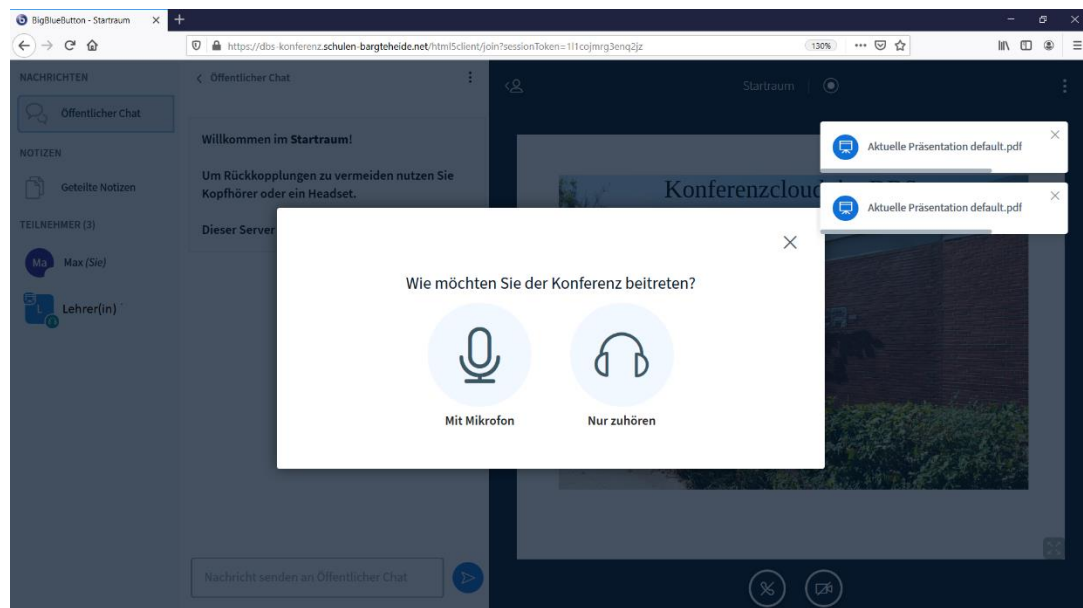 BigBlueButton - Startraum
https://dbs-konferenz.schulen-bargteheide.net/html5client/join?sessionToken=1l1cojmrg3enq2jz
130%
NACHRICHTEN
Öffentlicher Chat
NOTIZEN
Geteilte Notizen
TEILNEHMER (3)
Ma
Max (Sie)
L
Lehrer(in)
Öffentlicher Chat
Willkommen im Startraum!
Um Rückkopplungen zu vermeiden nutzen Sie
Kopfhörer oder ein Headset.
Dieser Server
Nachricht senden an Öffentlicher Chat
Startraum
Konferenzcloud
Aktuelle Präsentation default.pdf
Aktuelle Präsentation default.pdf
Wie möchten Sie der Konferenz beitreten?
Mit Mikrofon
Nur zuhören